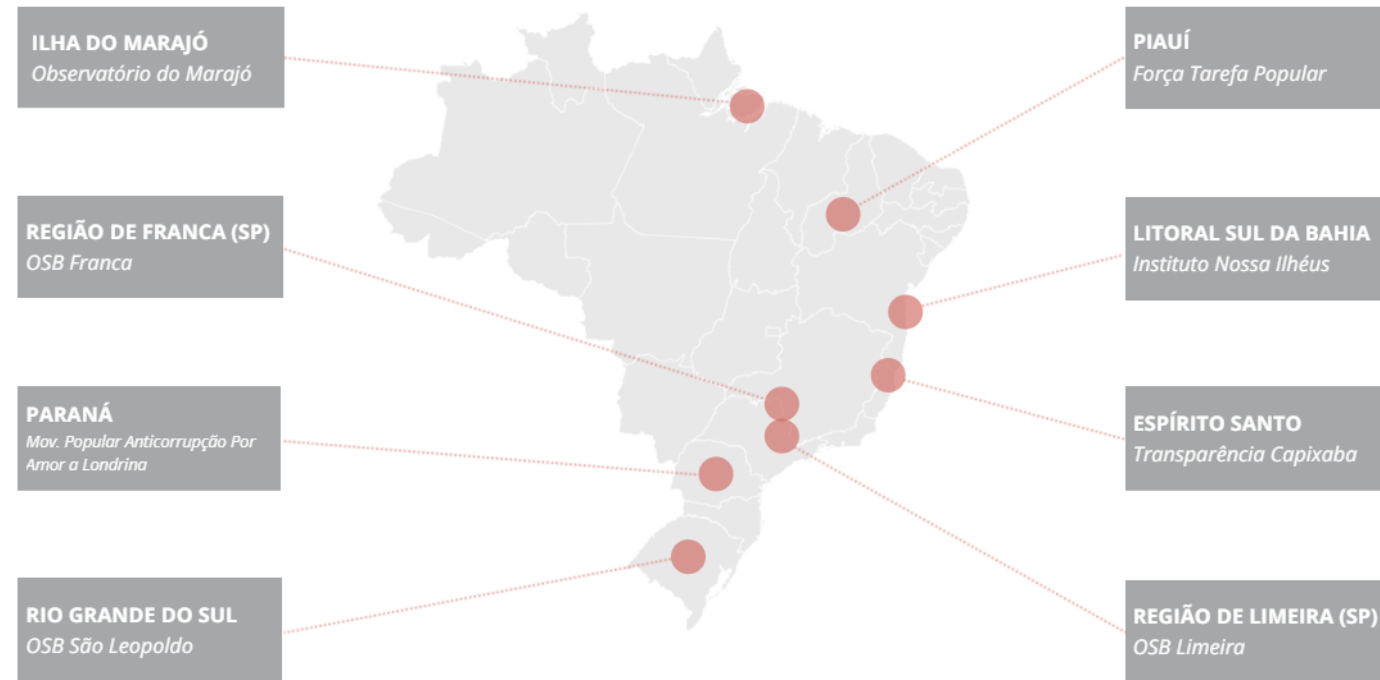 ILHA DO MARAJÓ
Observatório do Marajó
REGIÃO DE FRANCA (SP)
OSB Franca
PARANÁ
Mov. Popular Anticorrupção Por
Amor a Londrina
RIO GRANDE DO SUL
OSB São Leopoldo
PIAUÍ
Força Tarefa Popular
LITORAL SUL DA BAHIA
Instituto Nossa Ilhéus
ESPÍRITO SANTO
Transparência Capixaba
REGIÃO DE LIMEIRA (SP)
OSB Limeira